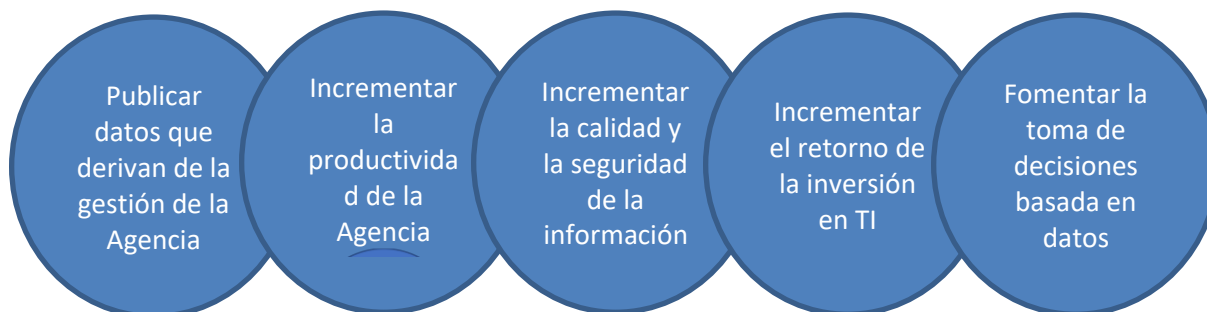 Publicar
datos que
derivan de la
gestión de la
Agencia
Incrementar
la
productivida
d de la
Agencia
Incrementar
la calidad y
la seguridad
de la
información
Incrementar
el retorno de
la inversión
en TI
Fomentar la
toma de
decisiones
basada en
datos